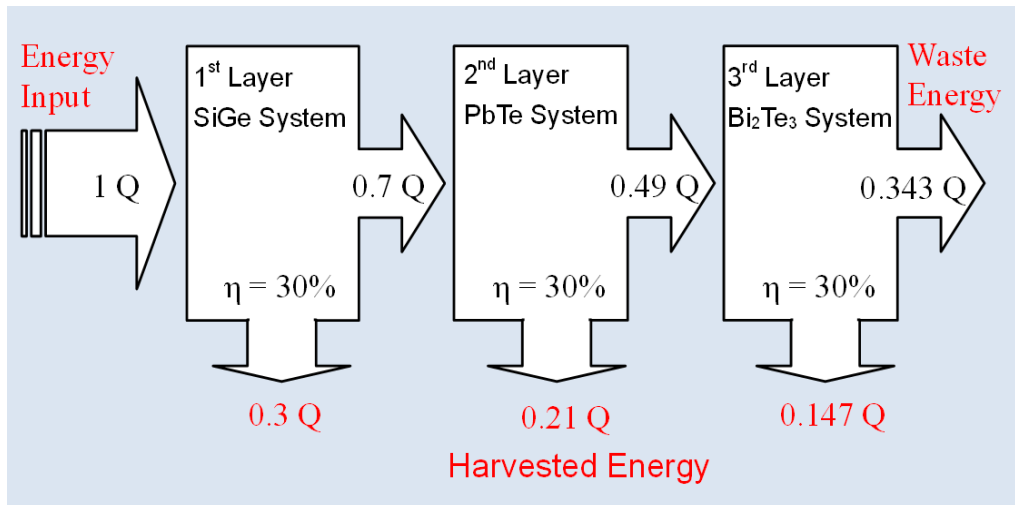 Energy
Input
1 Q
1st Layer
SiGe System
η = 30%
0.7 Q
2nd Layer
PbTe System
η = 30%
0.49 Q
3rd Layer
Bi₂Te₃ System
η = 30%
0.343 Q
Waste
Energy
0.3 Q
0.21 Q
0.147 Q
Harvested Energy